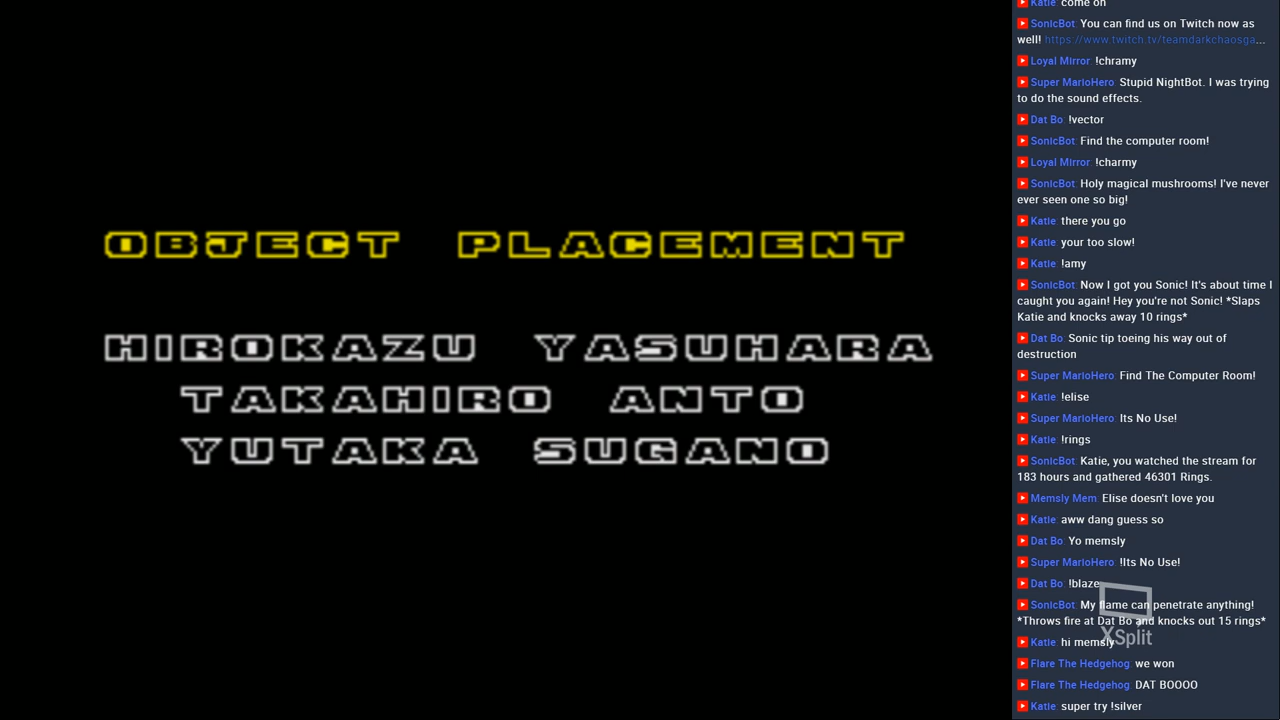 OBJECT PLACEMENT
HIROKAZU YASUHARA
TAKAHIRO ANTO
YUTAKA SUGANO
Katie: come on
SonicBot: You can find us on Twitch now as
well! https://www.twitch.tv/teamdarkchaosga...
Loyal Mirror: !chramy
Super MarioHero: Stupid NightBot. I was trying
to do the sound effects.
Dat Bo: !vector
SonicBot: Find the computer room!
Loyal Mirror: !charmy
SonicBot: Holy magical mushrooms! I've never
ever seen one so big!
Katie: there you go
Katie: your too slow!
Katie: !amy
SonicBot: Now I got you Sonic! It's about time I
caught you again! Hey you're not Sonic! *Slaps
Katie and knocks away 10 rings*
Dat Bo: Sonic tip toeing his way out of
destruction
Super MarioHero: Find The Computer Room!
Katie: !elise
Super MarioHero: Its No Use!
Katie: !rings
SonicBot: Katie, you watched the stream for
183 hours and gathered 46301 Rings.
Memsly Mem: Elise doesn't love you
Katie: aww dang guess so
Dat Bo: Yo memsly
Super MarioHero: !Its No Use!
Dat Bo: !blaze
SonicBot: My flame can penetrate anything!
*Throws fire at Dat Bo and knocks out 15 rings*
Katie: hi memsly
Flare The Hedgehog: we won
Flare The Hedgehog: DAT BOOOO
Katie: super try !silver
XSplit